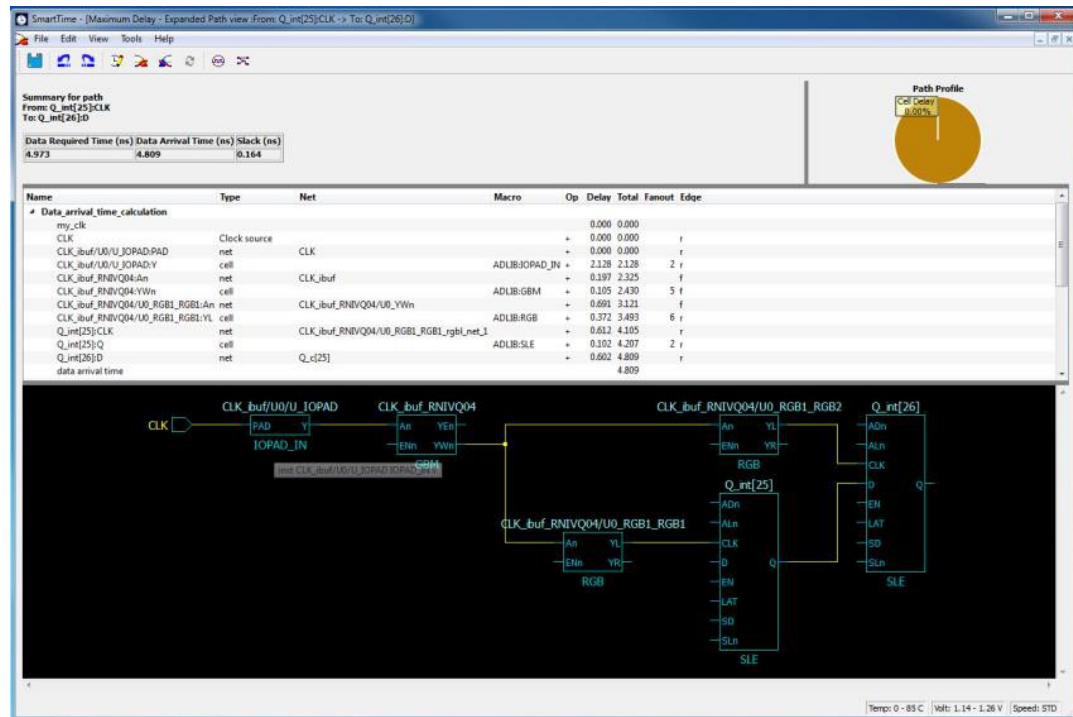 SmartTime - [Maximum Delay - Expanded Path view :From: Q_int[25]:CLK -> To: Q_int[26]:D]
File Edit View Tools Help
Summary for path
From: Q_int[25]:CLK
To: Q_int[26]:D
Data Required Time (ns) Data Arrival Time (ns) Slack (ns)
4.973 4.809 0.164
Path Profile
Cell Delay
0.00%
Name Type Net Macro Op Delay Total Fanout Edge
Data_arrival_time_calculation
my_clk 0.000 0.000
CLK Clock source + 0.000 0.000 r
CLK_ibuf/U0/U_IOPAD:PAD net CLK + 0.000 0.000 r
CLK_ibuf/U0/U_IOPAD:Y cell ADLIB:IOPAD_IN + 2.128 2.128 2 r
CLK_ibuf_RNIVQ04:An net CLK_ibuf + 0.197 2.325 f
CLK_ibuf_RNIVQ04:YWn cell ADLIB:GBM + 0.105 2.430 5 f
CLK_ibuf_RNIVQ04/U0_RGB1_RGB1:An net CLK_ibuf_RNIVQ04/U0_YWn + 0.691 3.121 f
CLK_ibuf_RNIVQ04/U0_RGB1_RGB1:YL cell ADLIB:RGB + 0.372 3.493 6 r
Q_int[25]:CLK net CLK_ibuf_RNIVQ04/U0_RGB1_RGB1_rgbl_net_1 + 0.612 4.105 r
Q_int[25]:Q cell ADLIB:SLE + 0.102 4.207 2 r
Q_int[26]:D net Q_c[25] + 0.602 4.809 r
data arrival time 4.809
CLK_ibuf/U0/U_IOPAD CLK_ibuf_RNIVQ04 CLK_ibuf_RNIVQ04/U0_RGB1_RGB2 Q_int[26]
CLK PAD Y An YEn An YL ADn
IOPAD_IN ENn YWn ENn YR ALn
inst CLK_ibuf/U0/U_IOPAD:IOPAD_IN GBM RGB CLK
Q_int[25] D Q
ADn EN
CLK_ibuf_RNIVQ04/U0_RGB1_RGB1 ALn LAT
An YL CLK SD
ENn YR D Q SLn
RGB EN SLE
LAT
SD
SLn
SLE
Temp: 0 - 85 C Volt: 1.14 - 1.26 V Speed: STD